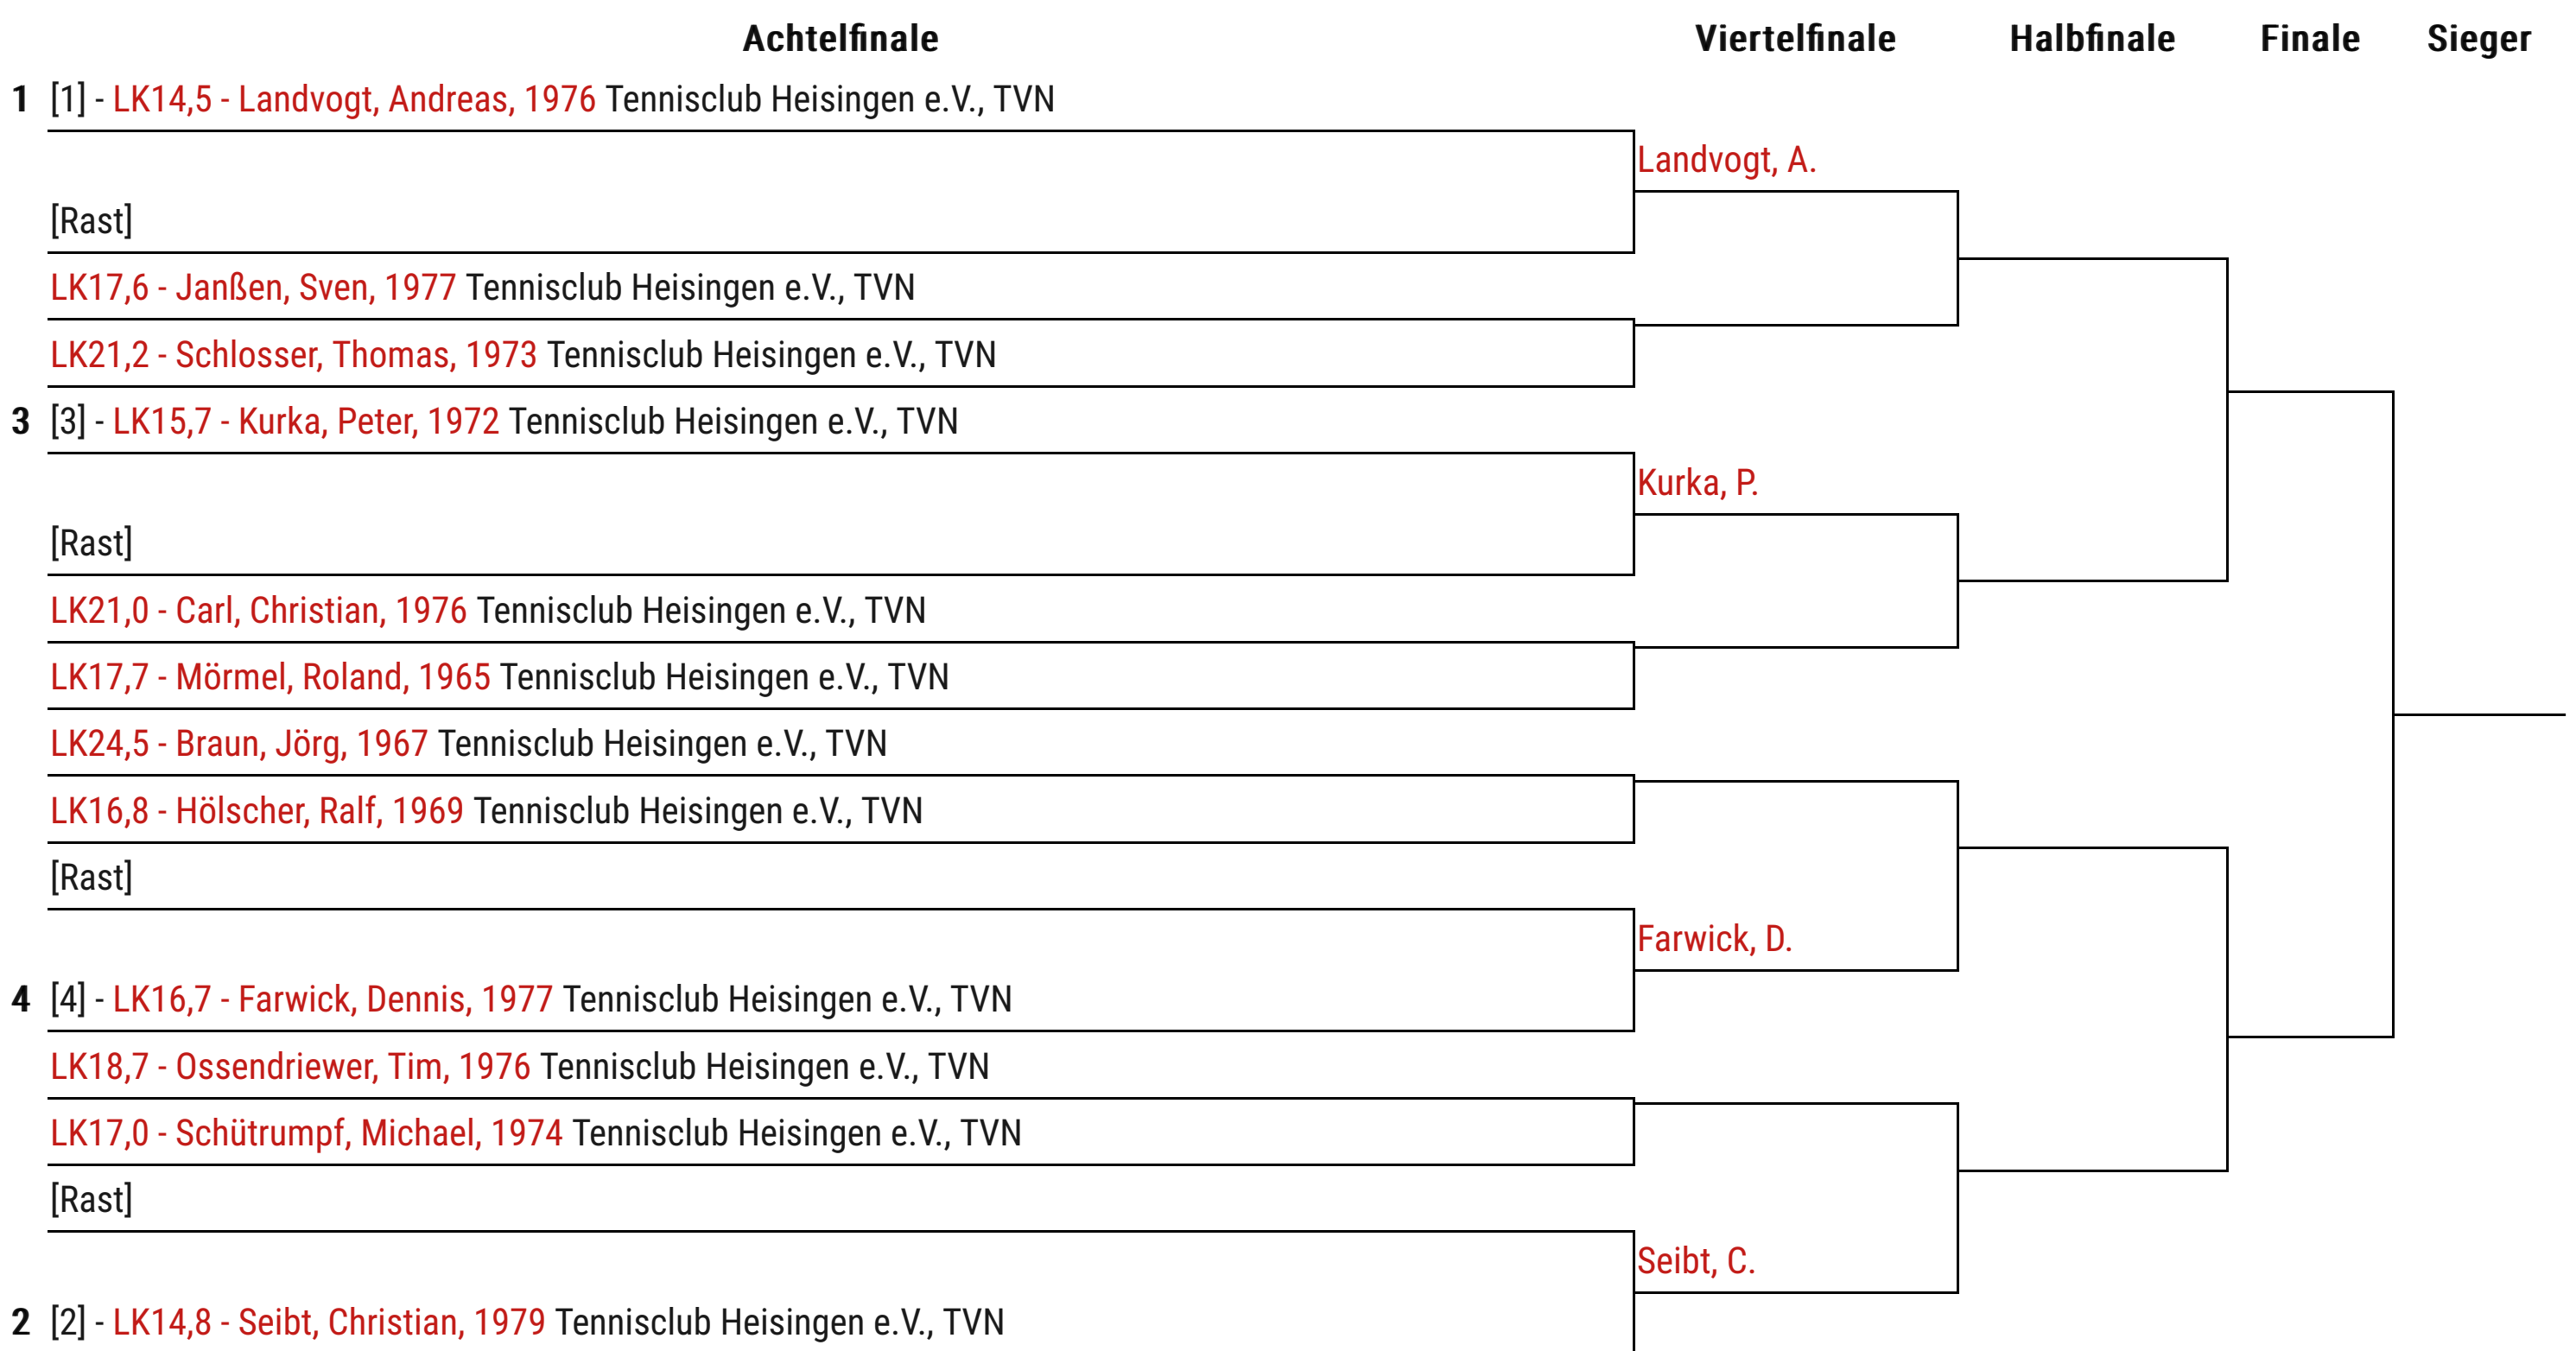 Achtelfinale Viertelfinale Halbfinale Finale Sieger
1 [1] - LK14,5 - Landvogt, Andreas, 1976 Tennisclub Heisingen e.V., TVN
Landvogt, A.
[Rast]
LK17,6 - Janßen, Sven, 1977 Tennisclub Heisingen e.V., TVN
LK21,2 - Schlosser, Thomas, 1973 Tennisclub Heisingen e.V., TVN
3 [3] - LK15,7 - Kurka, Peter, 1972 Tennisclub Heisingen e.V., TVN
Kurka, P.
[Rast]
LK21,0 - Carl, Christian, 1976 Tennisclub Heisingen e.V., TVN
LK17,7 - Mörmel, Roland, 1965 Tennisclub Heisingen e.V., TVN
LK24,5 - Braun, Jörg, 1967 Tennisclub Heisingen e.V., TVN
LK16,8 - Hölscher, Ralf, 1969 Tennisclub Heisingen e.V., TVN
[Rast]
Farwick, D.
4 [4] - LK16,7 - Farwick, Dennis, 1977 Tennisclub Heisingen e.V., TVN
LK18,7 - Ossendriewer, Tim, 1976 Tennisclub Heisingen e.V., TVN
LK17,0 - Schütrumpf, Michael, 1974 Tennisclub Heisingen e.V., TVN
[Rast]
Seibt, C.
2 [2] - LK14,8 - Seibt, Christian, 1979 Tennisclub Heisingen e.V., TVN